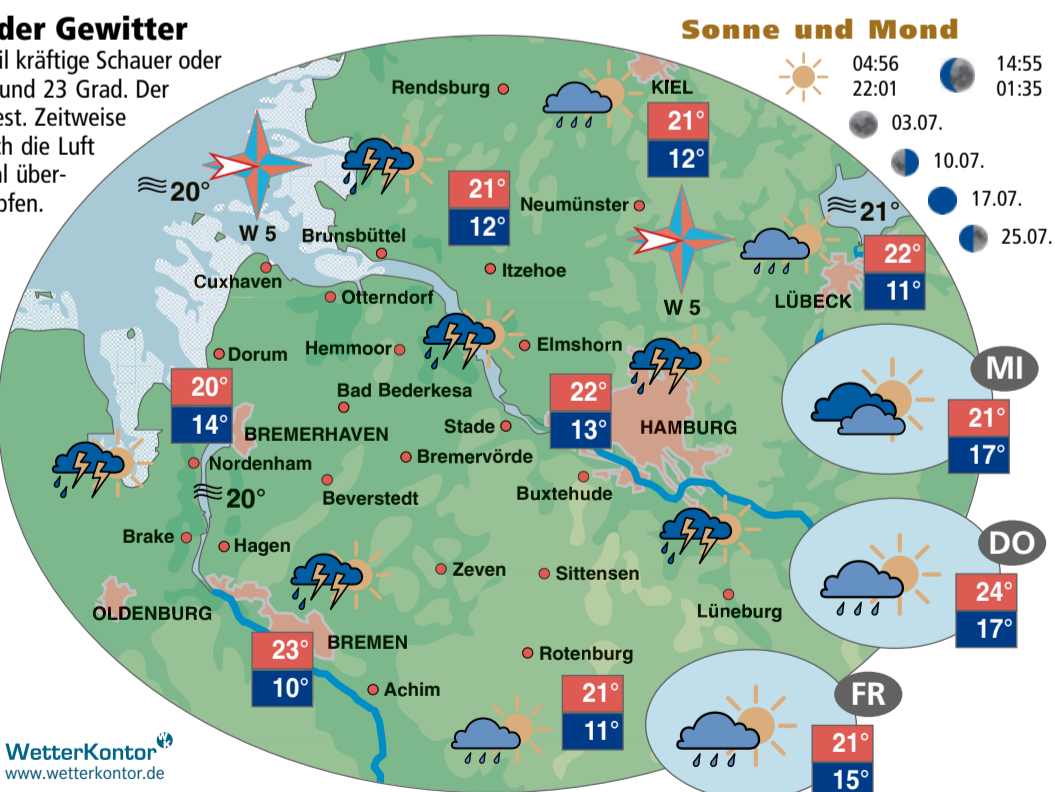 der Gewitter
il kräftige Schauer oder
und 23 Grad. Der
est. Zeitweise
ch die Luft
al über-
pfen.
Sonne und Mond
04:56
22:01
14:55
01:35
03.07.
10.07.
17.07.
25.07.
Rendsburg
KIEL
21°
12°
20°
W 5
21°
12°
Neumünster
W 5
21°
Brunsbüttel
Cuxhaven
Itzehoe
Otterndorf
LÜBECK
22°
11°
Dorum
Hemmoor
Elmshorn
MI
21°
17°
20°
14°
Bad Bederkesa
22°
13°
BREMERHAVEN
Stade
HAMBURG
Nordenham
Bremervörde
20°
Beverstedt
Buxtehude
Brake
Hagen
Zeven
Sittensen
DO
24°
17°
OLDENBURG
Lüneburg
BREMEN
23°
10°
Rotenburg
Achim
21°
11°
FR
21°
15°
WetterKontor
www.wetterkontor.de